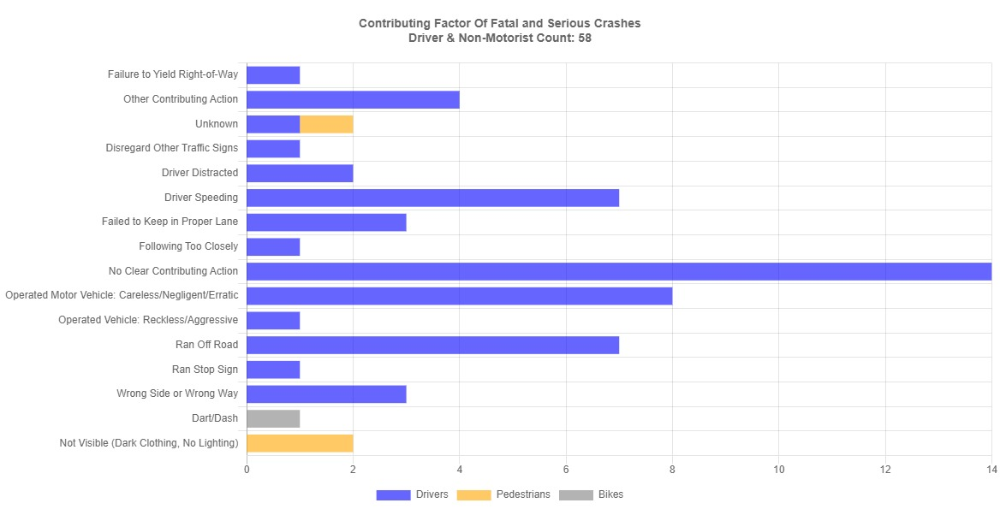 Contributing Factor Of Fatal and Serious Crashes
Driver & Non-Motorist Count: 58
Failure to Yield Right-of-Way
Other Contributing Action
Unknown
Disregard Other Traffic Signs
Driver Distracted
Driver Speeding
Failed to Keep in Proper Lane
Following Too Closely
No Clear Contributing Action
Operated Motor Vehicle: Careless/Negligent/Erratic
Operated Vehicle: Reckless/Aggressive
Ran Off Road
Ran Stop Sign
Wrong Side or Wrong Way
Dart/Dash
Not Visible (Dark Clothing, No Lighting)
0 2 4 6 8 10 12 14
Drivers Pedestrians Bikes